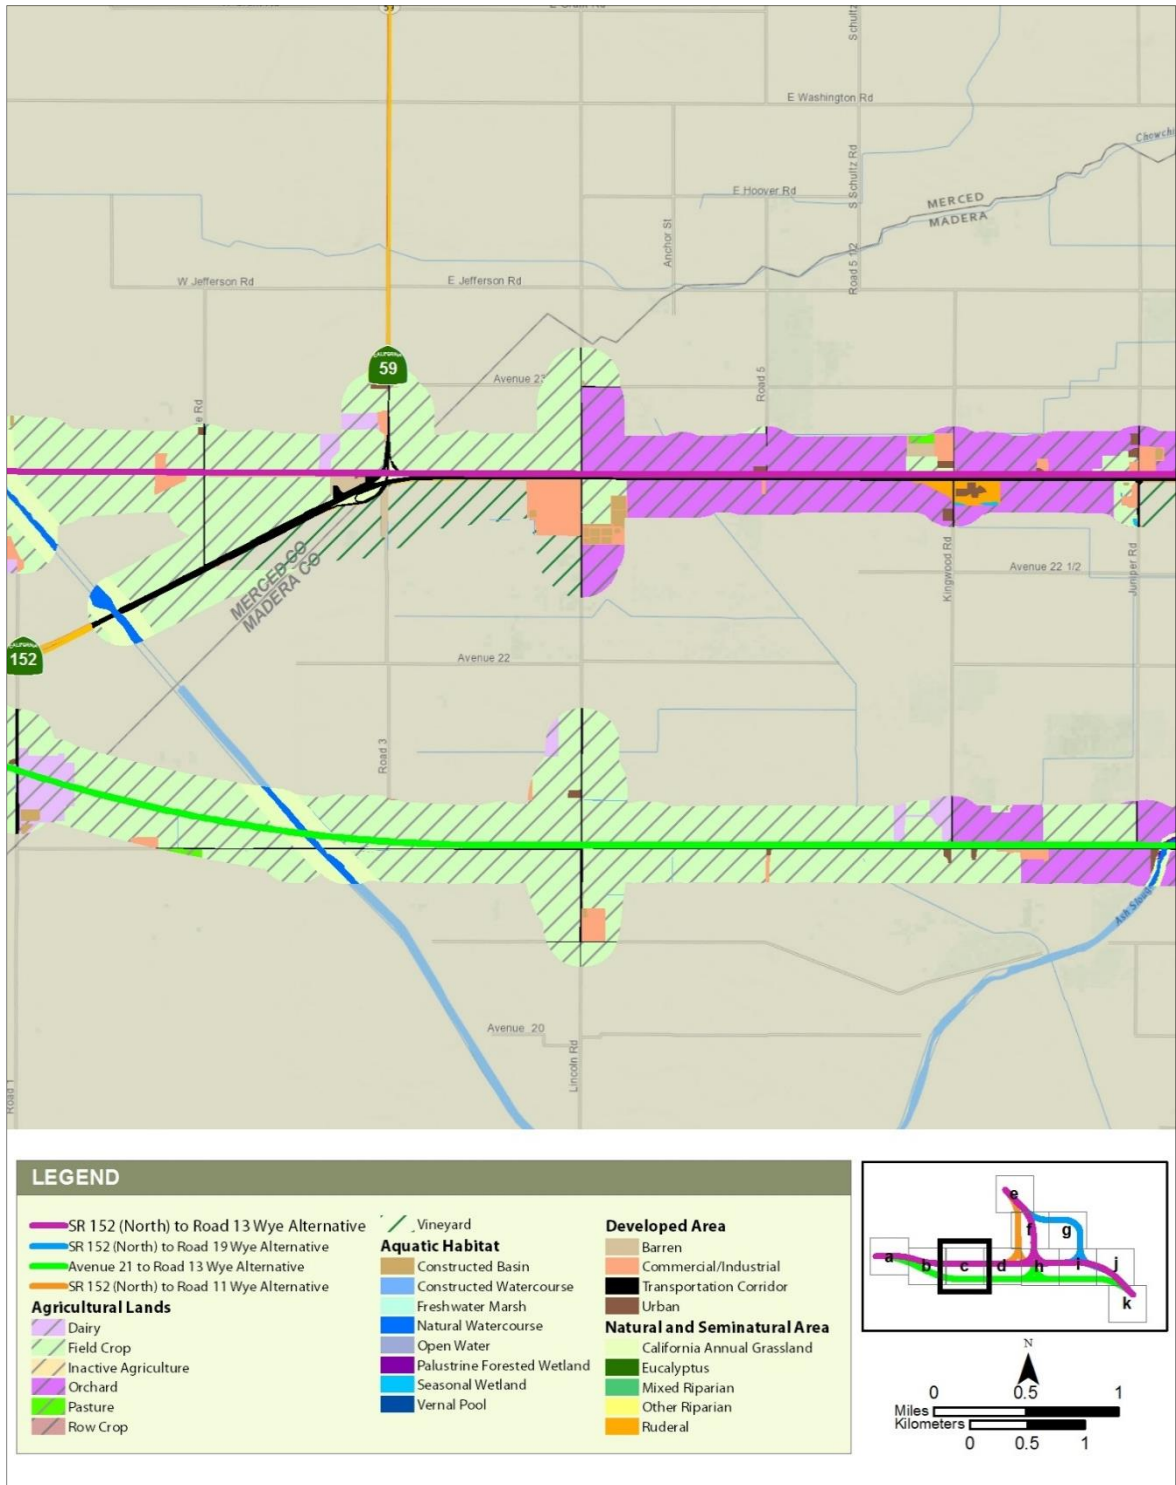 59
E Washington Rd
E Hoover Rd
S Schultz Rd
Anchor St
MERCED
MADERA
Road 5 1/2
W Jefferson Rd
E Jefferson Rd
59
Avenue 23
Road 5
MERCED CO
MADERA CO
Kingwood Rd
Avenue 22 1/2
Juniper Rd
152
Avenue 22
Road 3
Ash Slough
Avenue 20
Lincoln Rd
Road 1
LEGEND
SR 152 (North) to Road 13 Wye Alternative
SR 152 (North) to Road 19 Wye Alternative
Avenue 21 to Road 13 Wye Alternative
SR 152 (North) to Road 11 Wye Alternative
Agricultural Lands
Dairy
Field Crop
Inactive Agriculture
Orchard
Pasture
Row Crop
Vineyard
Aquatic Habitat
Constructed Basin
Constructed Watercourse
Freshwater Marsh
Natural Watercourse
Open Water
Palustrine Forested Wetland
Seasonal Wetland
Vernal Pool
Developed Area
Barren
Commercial/Industrial
Transportation Corridor
Urban
Natural and Seminatural Area
California Annual Grassland
Eucalyptus
Mixed Riparian
Other Riparian
Ruderal
e
f
g
a
b
c
d
h
i
j
k
N
0 0.5 1
Miles
Kilometers
0 0.5 1